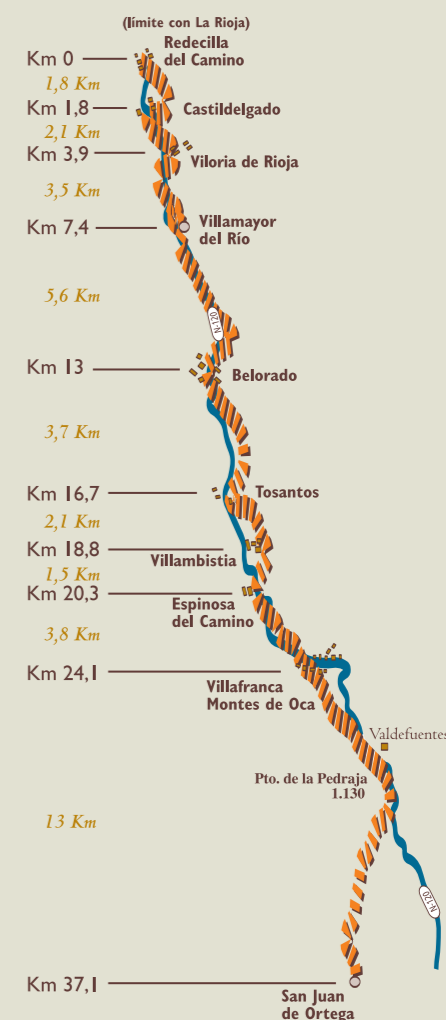 (límite con La Rioja)
Redecilla
del Camino
Km 0
1,8 Km
Km 1,8
Castildelgado
2,1 Km
Km 3,9
Viloria de Rioja
3,5 Km
Km 7,4
Villamayor
del Río
5,6 Km
N-120
Km 13
Belorado
3,7 Km
Km 16,7
Tosantos
2,1 Km
Km 18,8
Villambistia
1,5 Km
Km 20,3
Espinosa
del Camino
3,8 Km
Km 24,1
Villafranca
Montes de Oca
Valdefuentes
Pto. de la Pedraja
1.130
13 Km
N-120
Km 37,1
San Juan
de Ortega